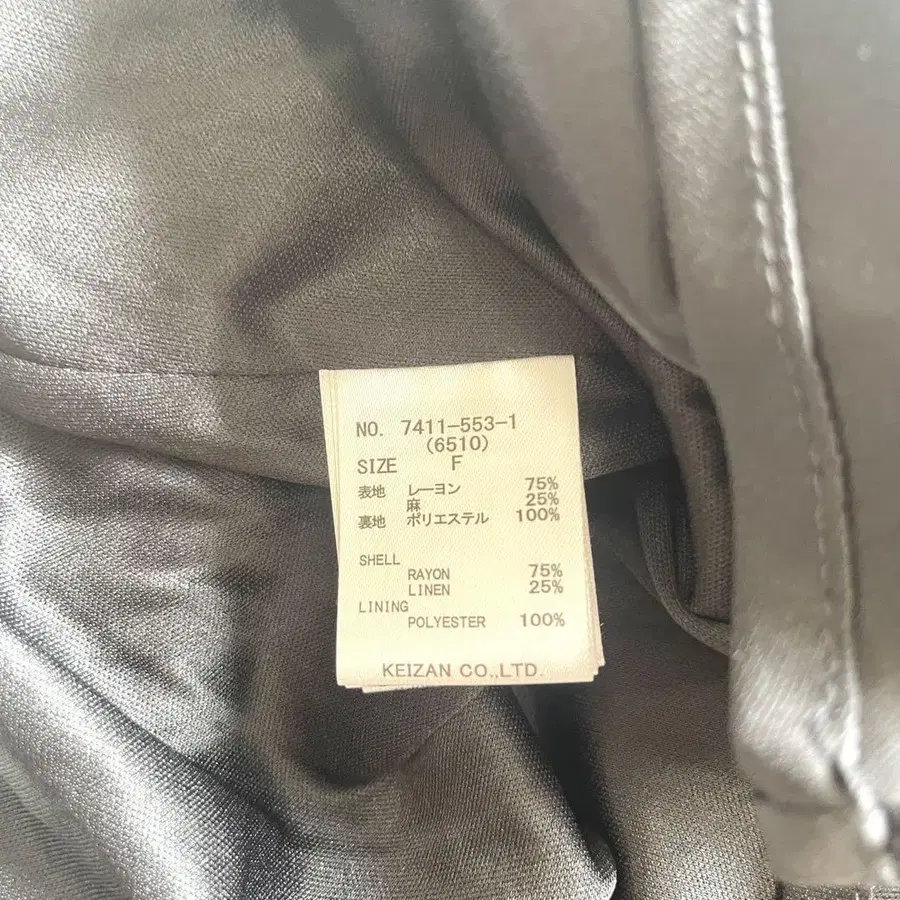 NO. 7411-553-1
(6510)
SIZE F
表地 レーヨン 75%
麻 25%
裏地 ポリエステル 100%
SHELL
RAYON 75%
LINEN 25%
LINING
POLYESTER 100%
KEIZAN CO.,LTD.